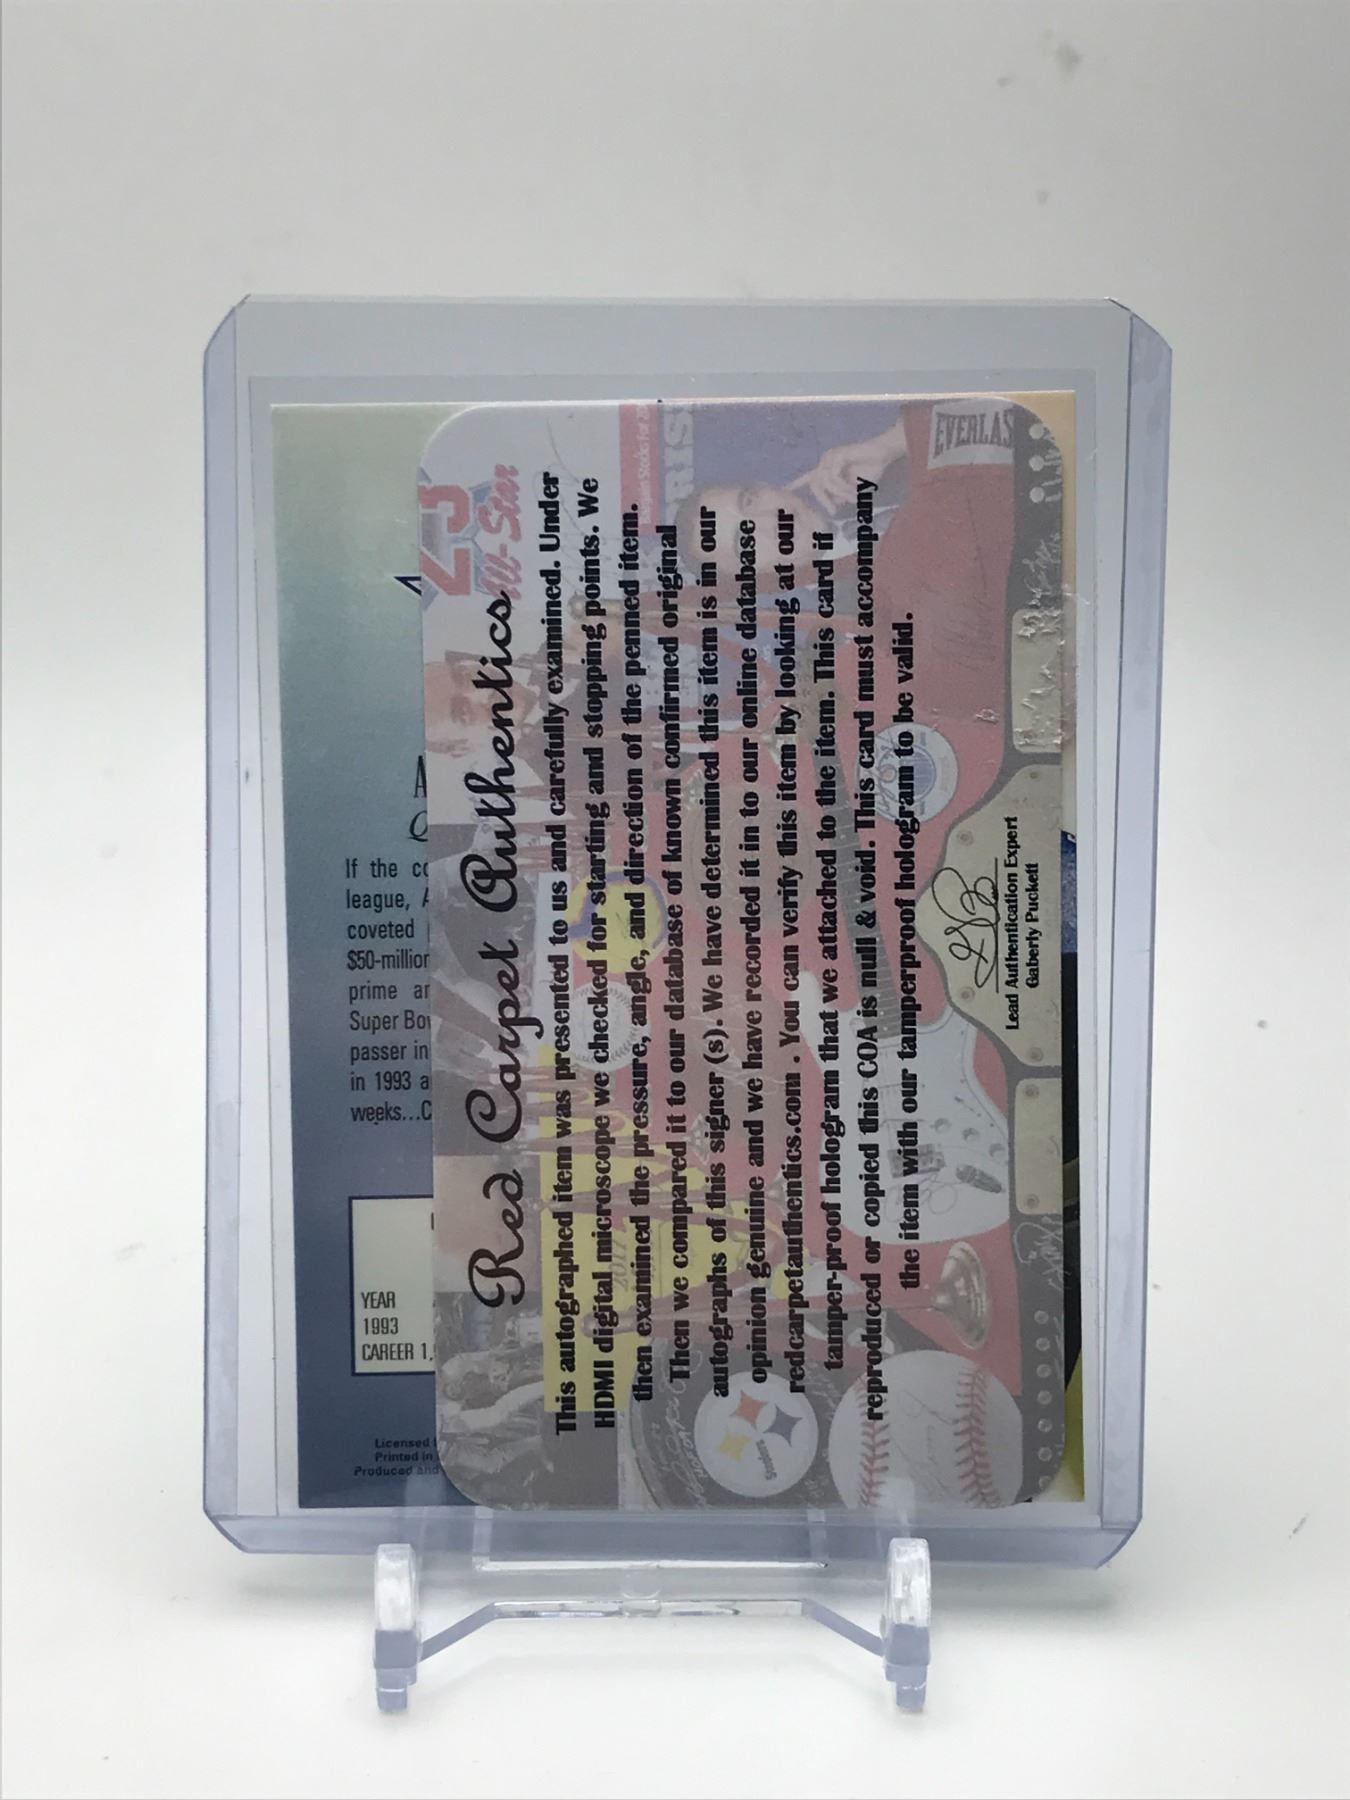 Red Carpet Authentics
This autographed item was presented to us and carefully examined. Under
HDMI digital microscope we checked for starting and stopping points. We
then examined the pressure, angle, and direction of the penned item.
Then we compared it to our database of known confirmed original
autographs of this signer (s). We have determined this item is in our
opinion genuine and we have recorded it in to our online database
redcarpetauthentics.com . You can verify this item by looking at our
tamper-proof hologram that we attached to the item. This card if
reproduced or copied this COA is null & void. This card must accompany
the item with our tamperproof hologram to be valid.
Lead Authentication Expert
Gaberly Puckett
All-Star
EVERLAS
Steelers
2017
A
If the co
league, A
coveted
$50-million
prime ar
Super Bow
passer in
in 1993 a
weeks...C
YEAR
1993
CAREER 1,
Licensed
Printed in
Produced and